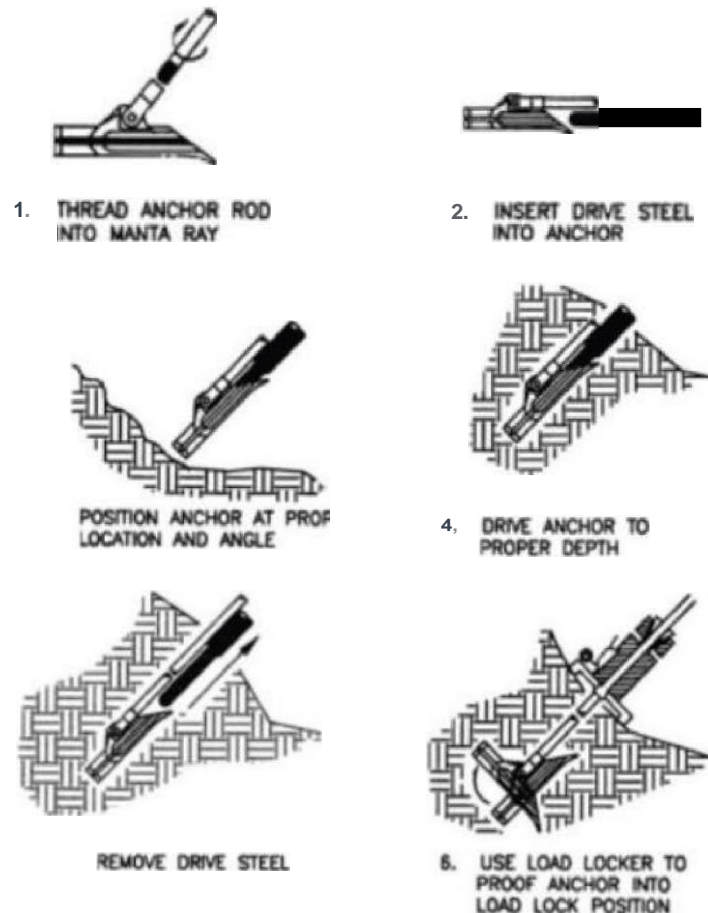 1. THREAD ANCHOR ROD
INTO MANTA RAY
2. INSERT DRIVE STEEL
INTO ANCHOR
POSITION ANCHOR AT PROP
LOCATION AND ANGLE
4, DRIVE ANCHOR TO
PROPER DEPTH
REMOVE DRIVE STEEL
6. USE LOAD LOCKER TO
PROOF ANCHOR INTO
LOAD LOCK POSITION